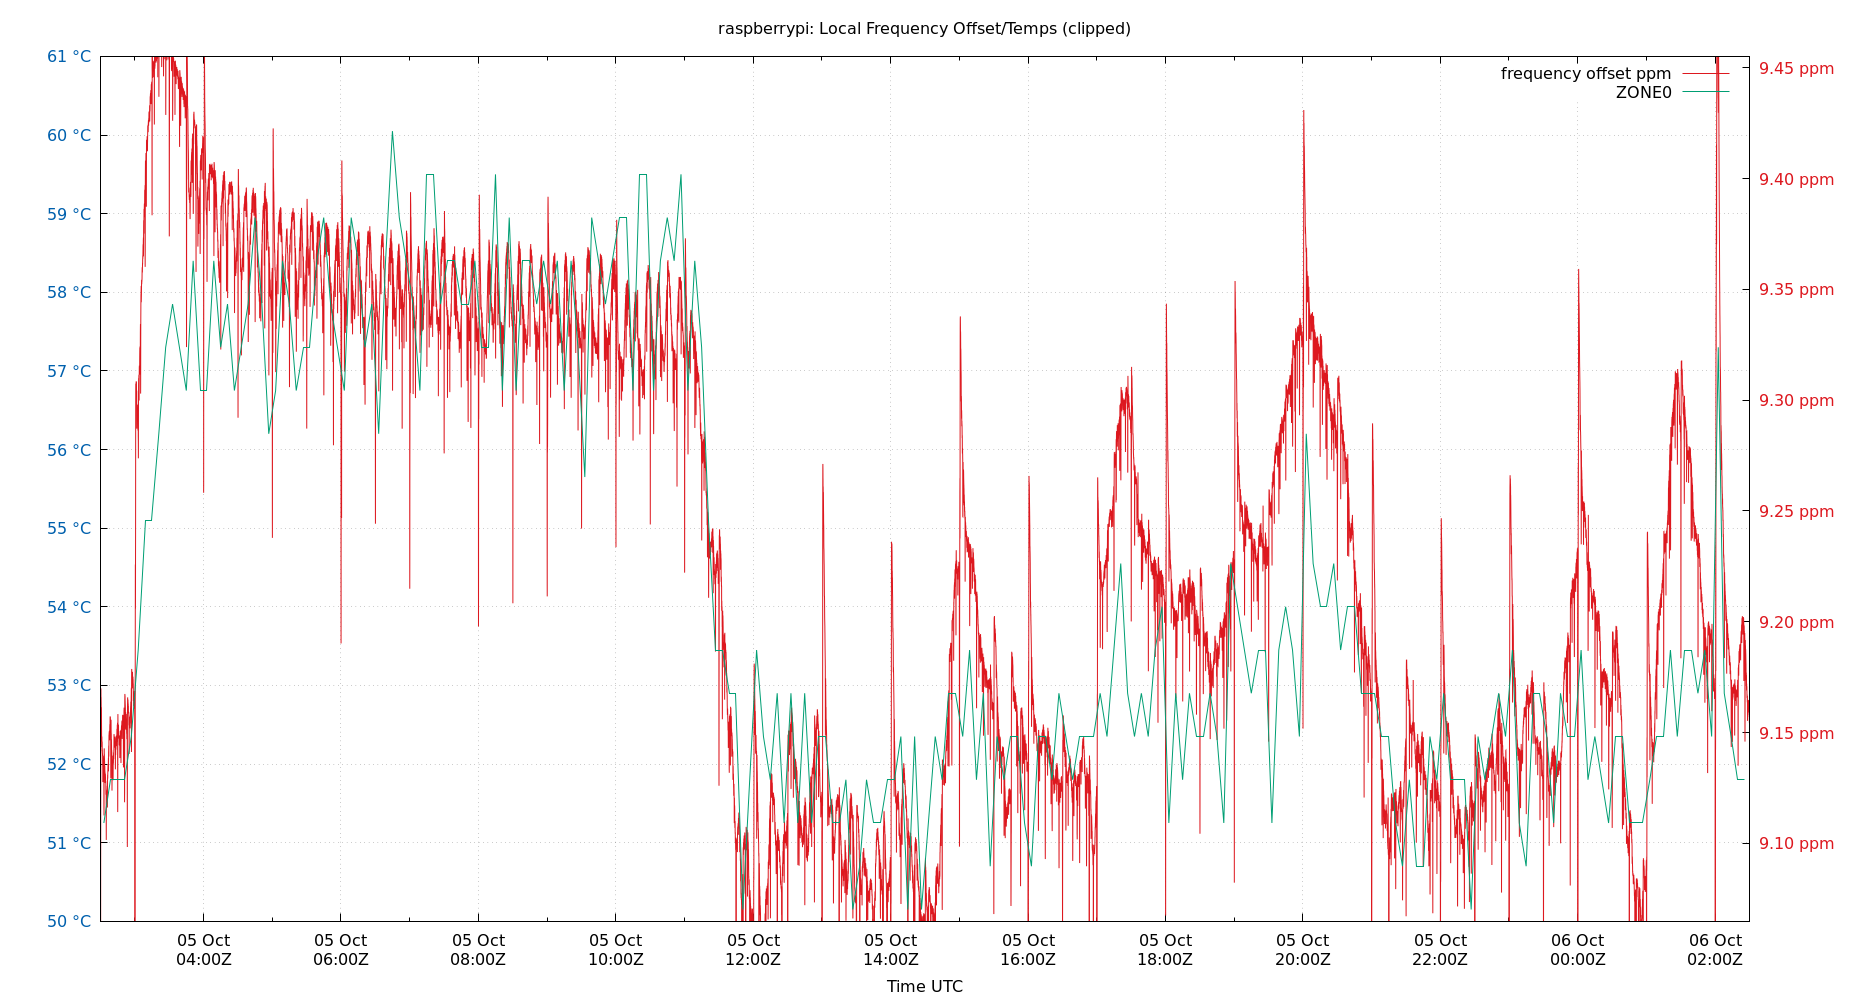 raspberrypi: Local Frequency Offset/Temps (clipped)
frequency offset ppm
ZONE0
61 °C
60 °C
59 °C
58 °C
57 °C
56 °C
55 °C
54 °C
53 °C
52 °C
51 °C
50 °C
9.45 ppm
9.40 ppm
9.35 ppm
9.30 ppm
9.25 ppm
9.20 ppm
9.15 ppm
9.10 ppm
05 Oct
04:00Z
05 Oct
06:00Z
05 Oct
08:00Z
05 Oct
10:00Z
05 Oct
12:00Z
05 Oct
14:00Z
05 Oct
16:00Z
05 Oct
18:00Z
05 Oct
20:00Z
05 Oct
22:00Z
06 Oct
00:00Z
06 Oct
02:00Z
Time UTC